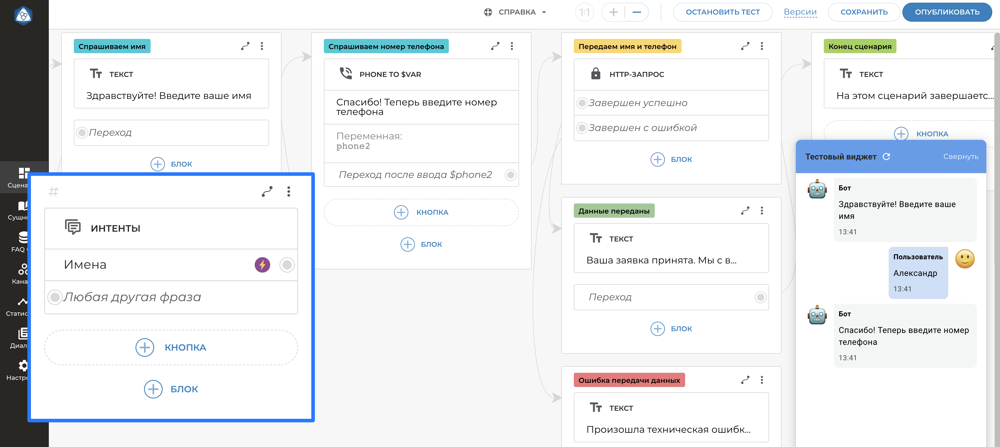 СПРАВКА
1:1
ОСТАНОВИТЬ ТЕСТ
Версии
СОХРАНИТЬ
ОПУБЛИКОВАТЬ
Сцена
Сущно
FAQ
Кана
Статис
Диал
Настро
Спрашиваем имя
ТЕКСТ
Здравствуйте! Введите ваше имя
Переход
БЛОК
#
ИНТЕНТЫ
Имена
Любая другая фраза
КНОПКА
БЛОК
Спрашиваем номер телефона
PHONE TO $VAR
Спасибо! Теперь введите номер
телефона
Переменная:
phone2
Переход после ввода $phone2
КНОПКА
БЛОК
Передаем имя и телефон
HTTP-ЗАПРОС
Завершен успешно
Завершен с ошибкой
БЛОК
Данные переданы
ТЕКСТ
Ваша заявка принята. Мы с в...
Переход
БЛОК
Ошибка передачи данных
ТЕКСТ
Произошла техническая ошибк...
Конец сценария
ТЕКСТ
На этом сценарий завершаетс...
КНОПКА
Тестовый виджет
Свернуть
Бот
Здравствуйте! Введите ваше
имя
13:41
Пользователь
Александр
13:41
Бот
Спасибо! Теперь введите номер
телефона
13:41